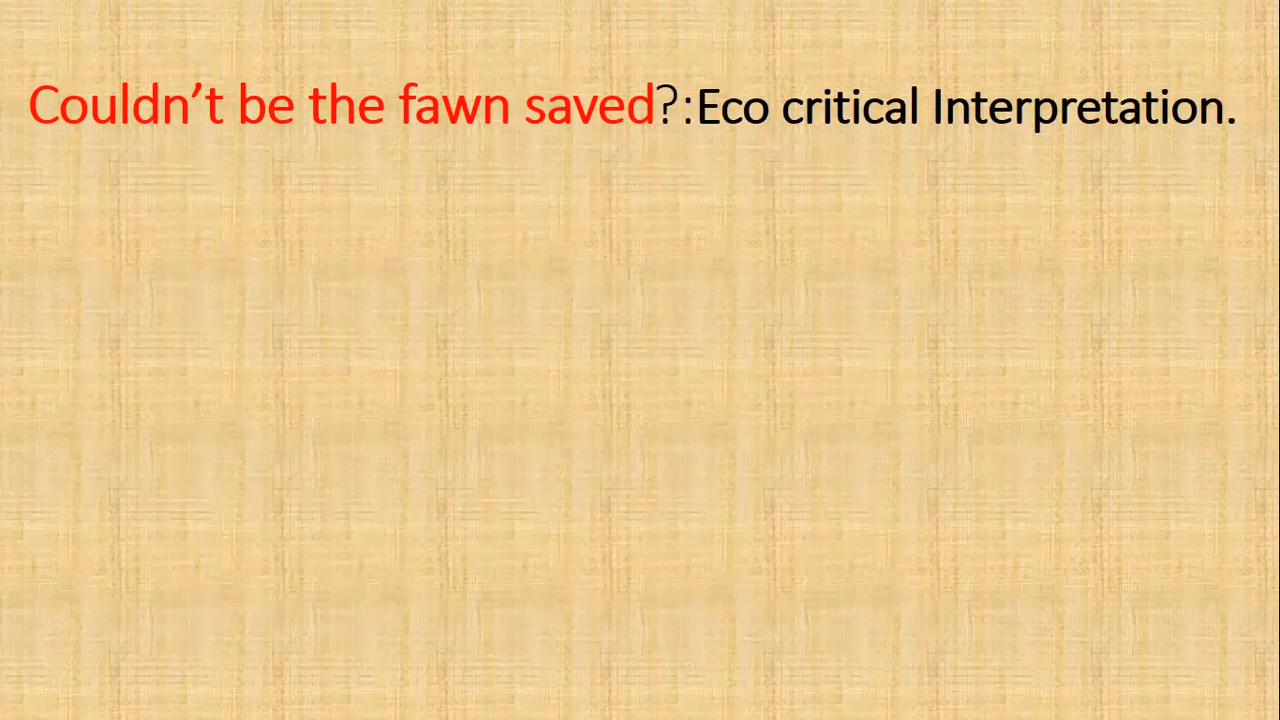 Couldn’t be the fawn saved?:Eco critical Interpretation.